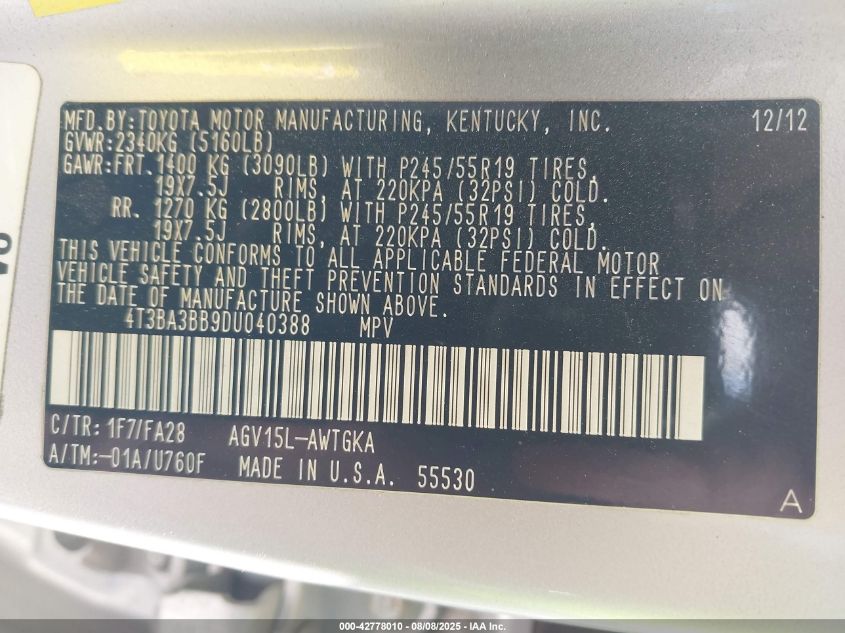 MFD. BY: TOYOTA MOTOR MANUFACTURING, KENTUCKY, INC. 12/12
GVWR: 2340KG (5160LB)
GAWR: FRT. 1400 KG (3090LB) WITH P245/55R19 TIRES,
19X7.5J RIMS, AT 220KPA (32PSI) COLD.
RR. 1270 KG (2800LB) WITH P245/55R19 TIRES,
19X7.5J RIMS, AT 220KPA (32PSI) COLD.
THIS VEHICLE CONFORMS TO ALL APPLICABLE FEDERAL MOTOR
VEHICLE SAFETY AND THEFT PREVENTION STANDARDS IN EFFECT ON
THE DATE OF MANUFACTURE SHOWN ABOVE.
4T3BA3BB9DU040388 MPV
C/TR: 1F7/FA28 AGV15L-AWTGKA
A/TM:-01A/U760F MADE IN U.S.A. 55530
A
000-42778010 - 08/08/2025 - IAA Inc.